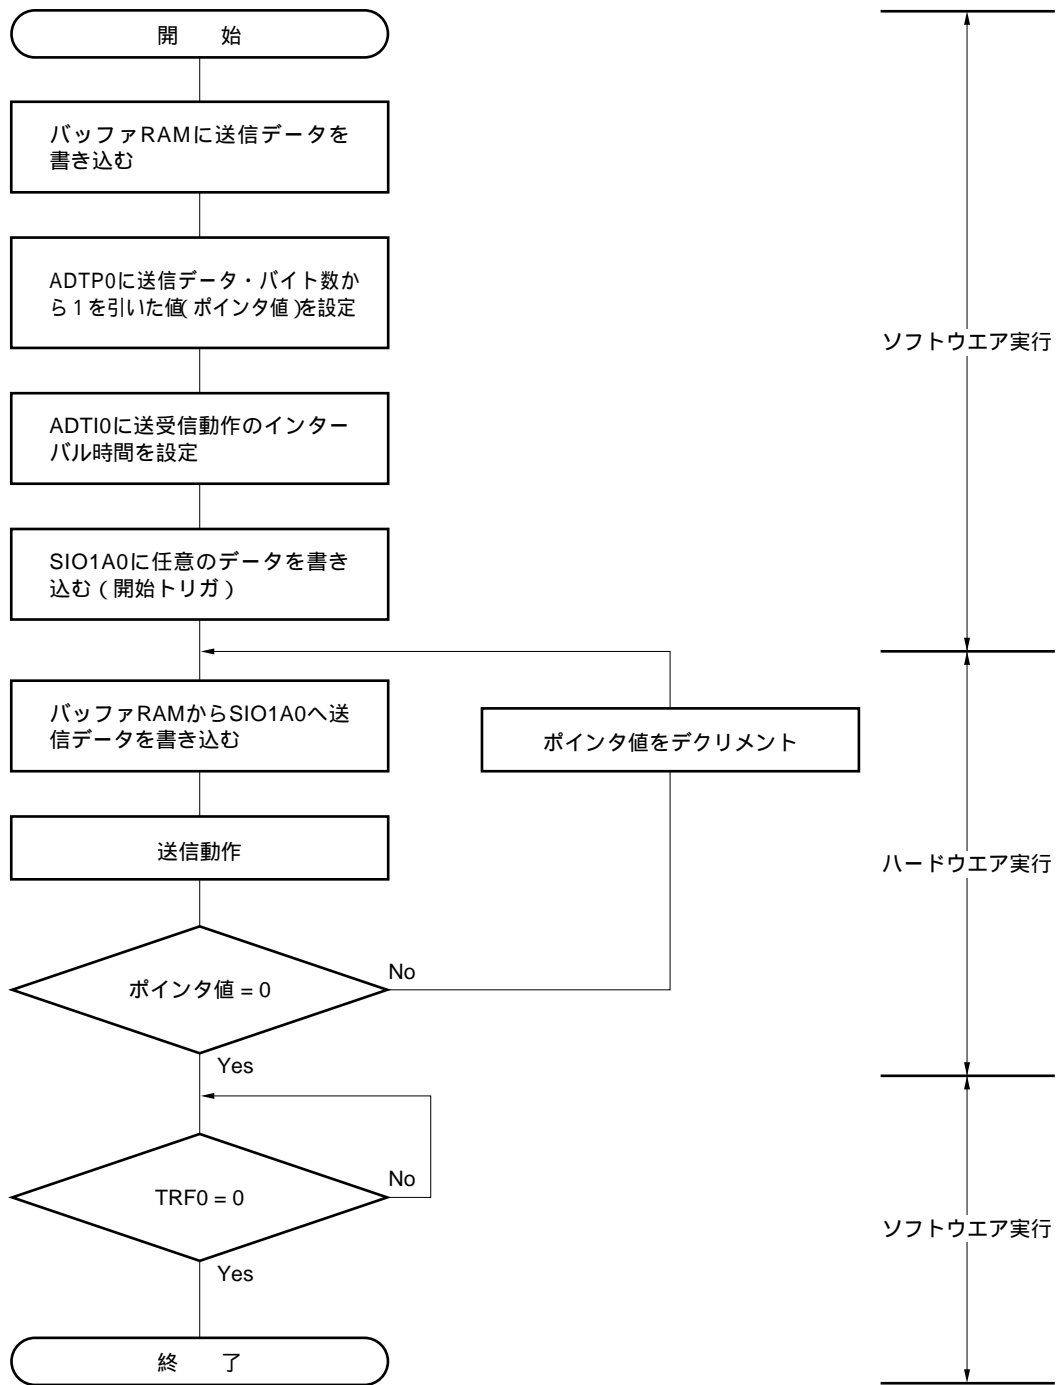 開　始
バッファRAMに送信データを
書き込む
ADTP0に送信データ・バイト数か
ら１を引いた値(ポインタ値)を設定
ソフトウエア実行
ADTI0に送受信動作のインター
バル時間を設定
SIO1A0に任意のデータを書き
込む（開始トリガ）
バッファRAMからSIO1A0へ送
信データを書き込む
ポインタ値をデクリメント
送信動作
ハードウエア実行
ポインタ値 = 0
No
Yes
TRF0 = 0
No
ソフトウエア実行
Yes
終　了